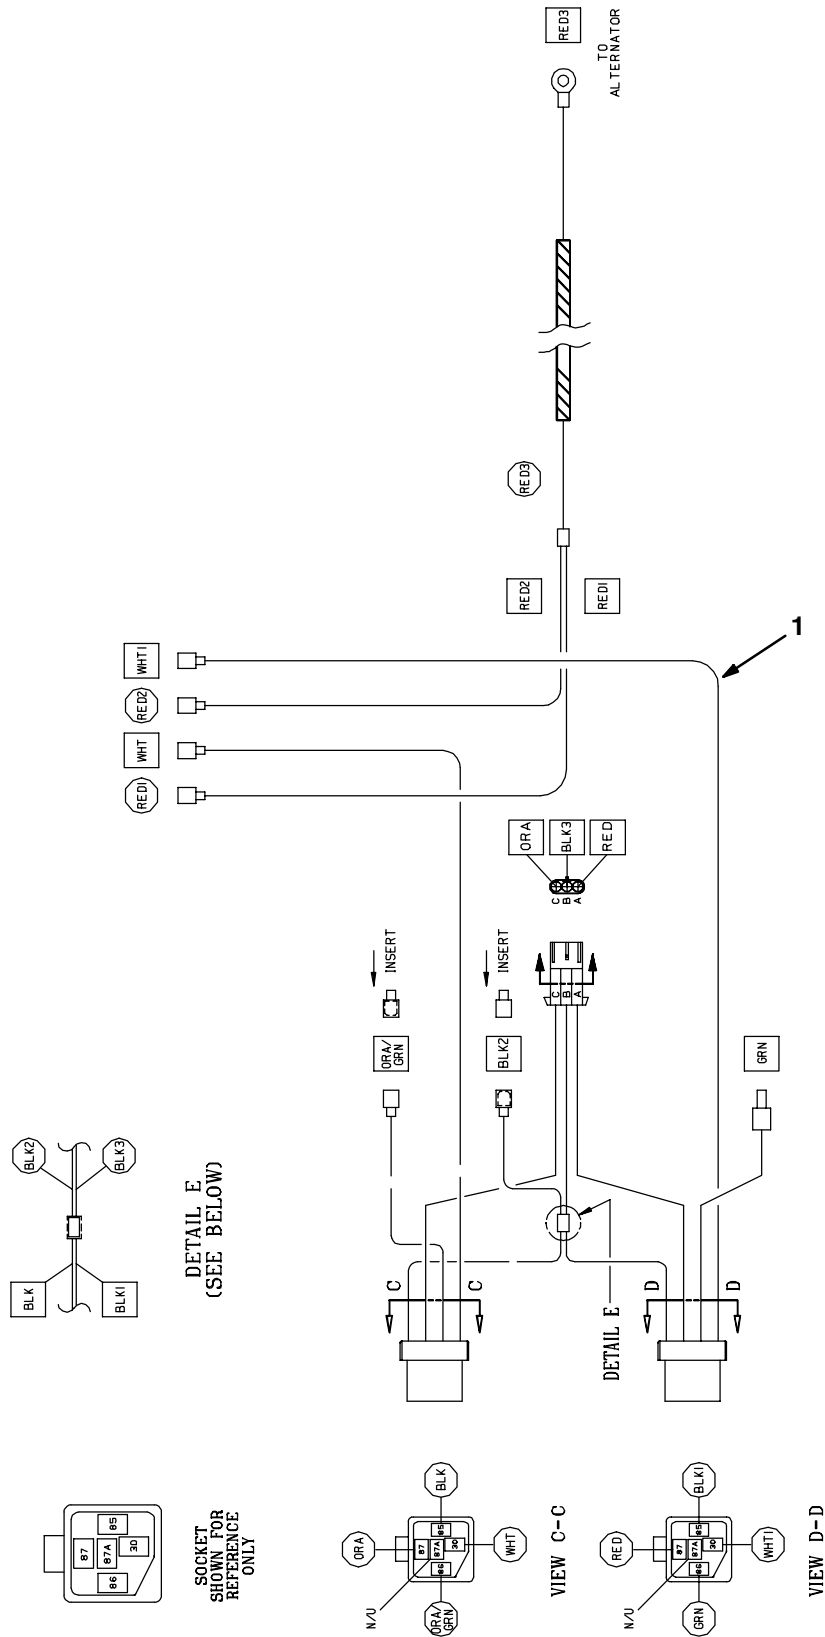 RED3
TO
ALTERNATOR
RED3
RED2
RED1
1
WHT1
RED2
WHT
RED1
ORA
BLK3
RED
C
B
A
INSERT
INSERT
C
B
A
ORA/
GRN
BLK2
GRN
BLK2
BLK3
BLK
BLK1
DETAIL E
(SEE BELOW)
C
C
DETAIL E
D
D
87
87A
86
85
30
SOCKET
SHOWN FOR
REFERENCE
ONLY
ORA
BLK
N/U
87
87A
86
85
30
ORA/
GRN
WHT
VIEW C-C
RED
BLK1
N/U
87
87A
86
85
30
GRN
WHT1
VIEW D-D